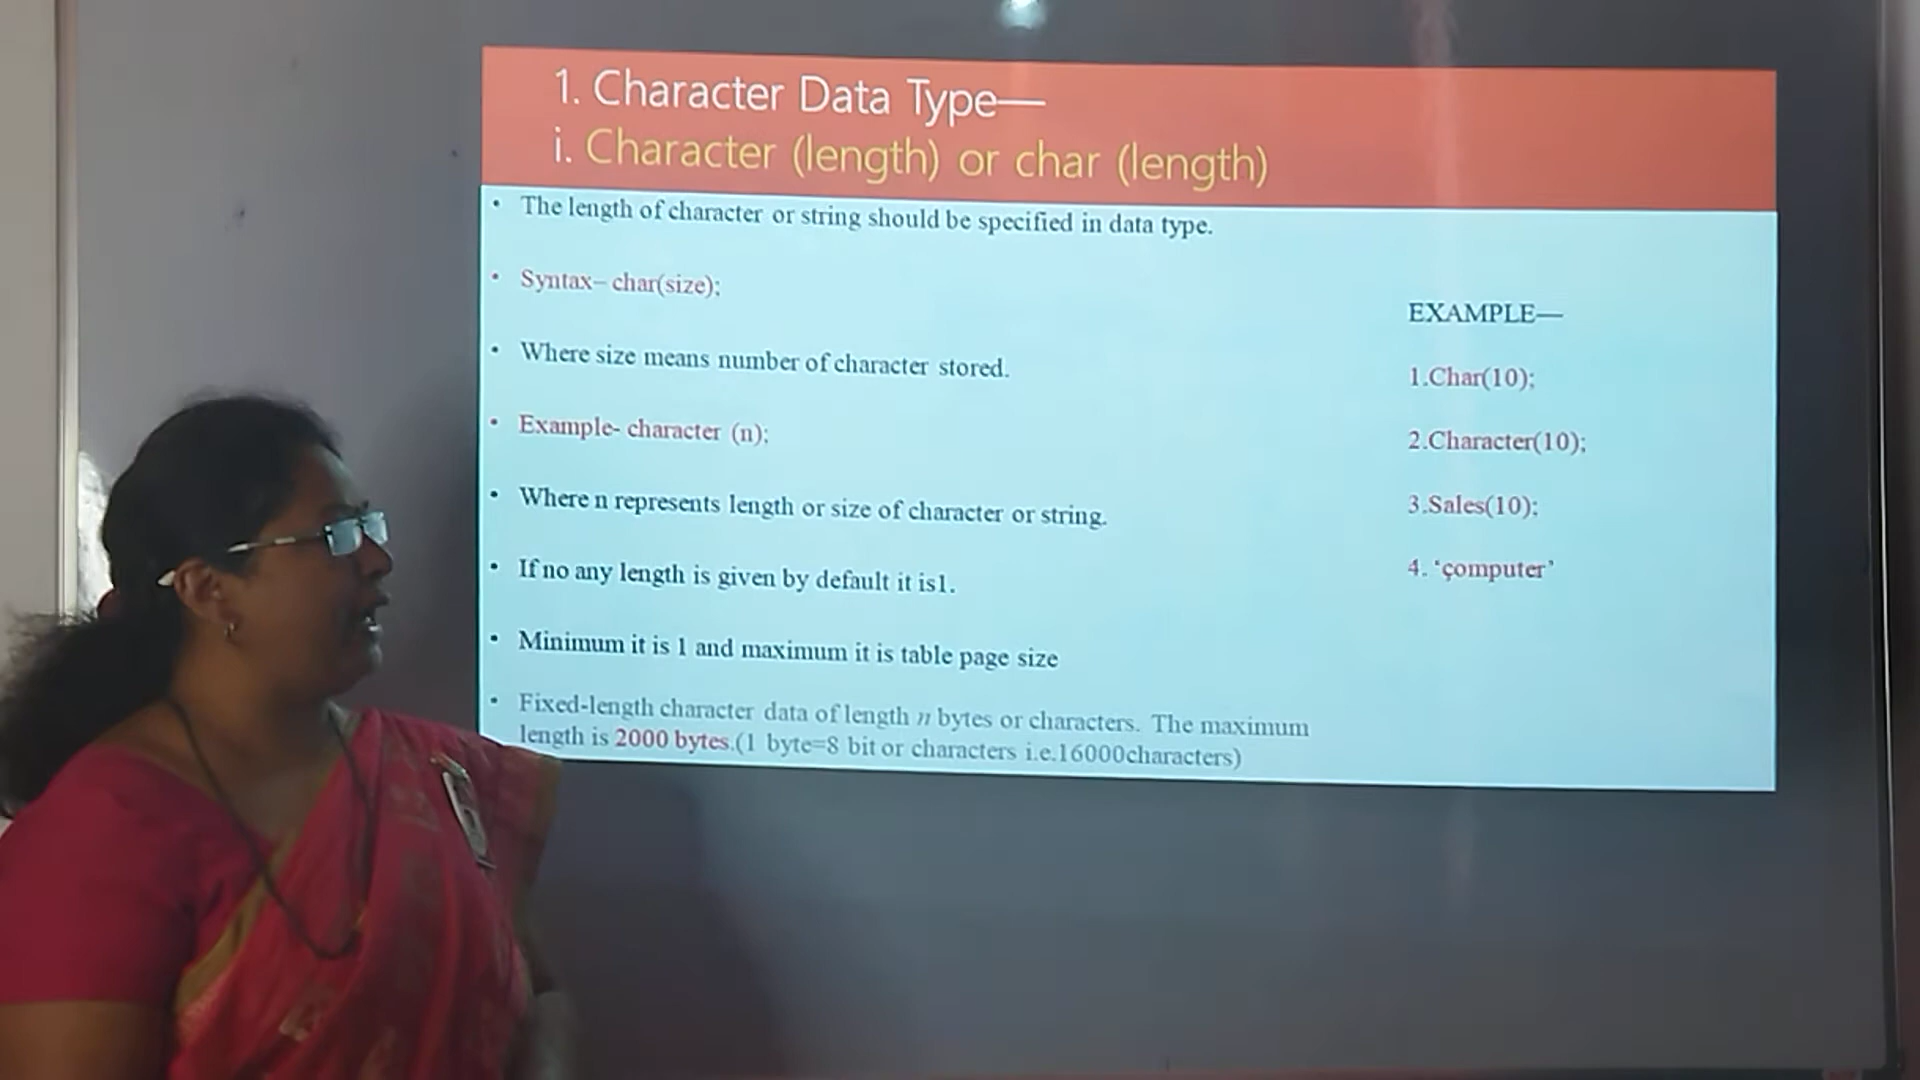 1. Character Data Type—
i. Character (length) or char (length)
• The length of character or string should be specified in data type.
• Syntax– char(size);
• Where size means number of character stored.
• Example- character (n);
• Where n represents length or size of character or string.
• If no any length is given by default it is1.
• Minimum it is 1 and maximum it is table page size
• Fixed-length character data of length n bytes or characters. The maximum
length is 2000 bytes.(1 byte=8 bit or characters i.e.16000characters)
EXAMPLE—
1.Char(10);
2.Character(10);
3.Sales(10);
4. ‘çomputer’